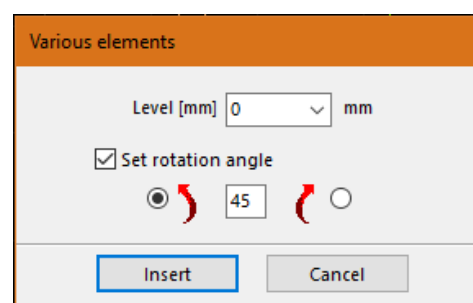 Various elements
Level [mm] 0 mm
Set rotation angle
45
Insert Cancel